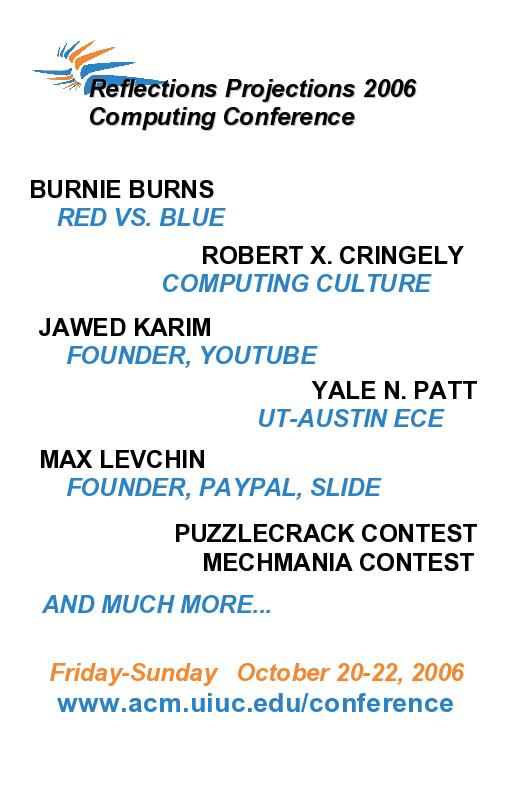 Reflections Projections 2006
Computing Conference
BURNIE BURNS
RED VS. BLUE
ROBERT X. CRINGELY
COMPUTING CULTURE
JAWED KARIM
FOUNDER, YOUTUBE
YALE N. PATT
UT-AUSTIN ECE
MAX LEVCHIN
FOUNDER, PAYPAL, SLIDE
PUZZLECRACK CONTEST
MECHMANIA CONTEST
AND MUCH MORE...
Friday-Sunday October 20-22, 2006
www.acm.uiuc.edu/conference